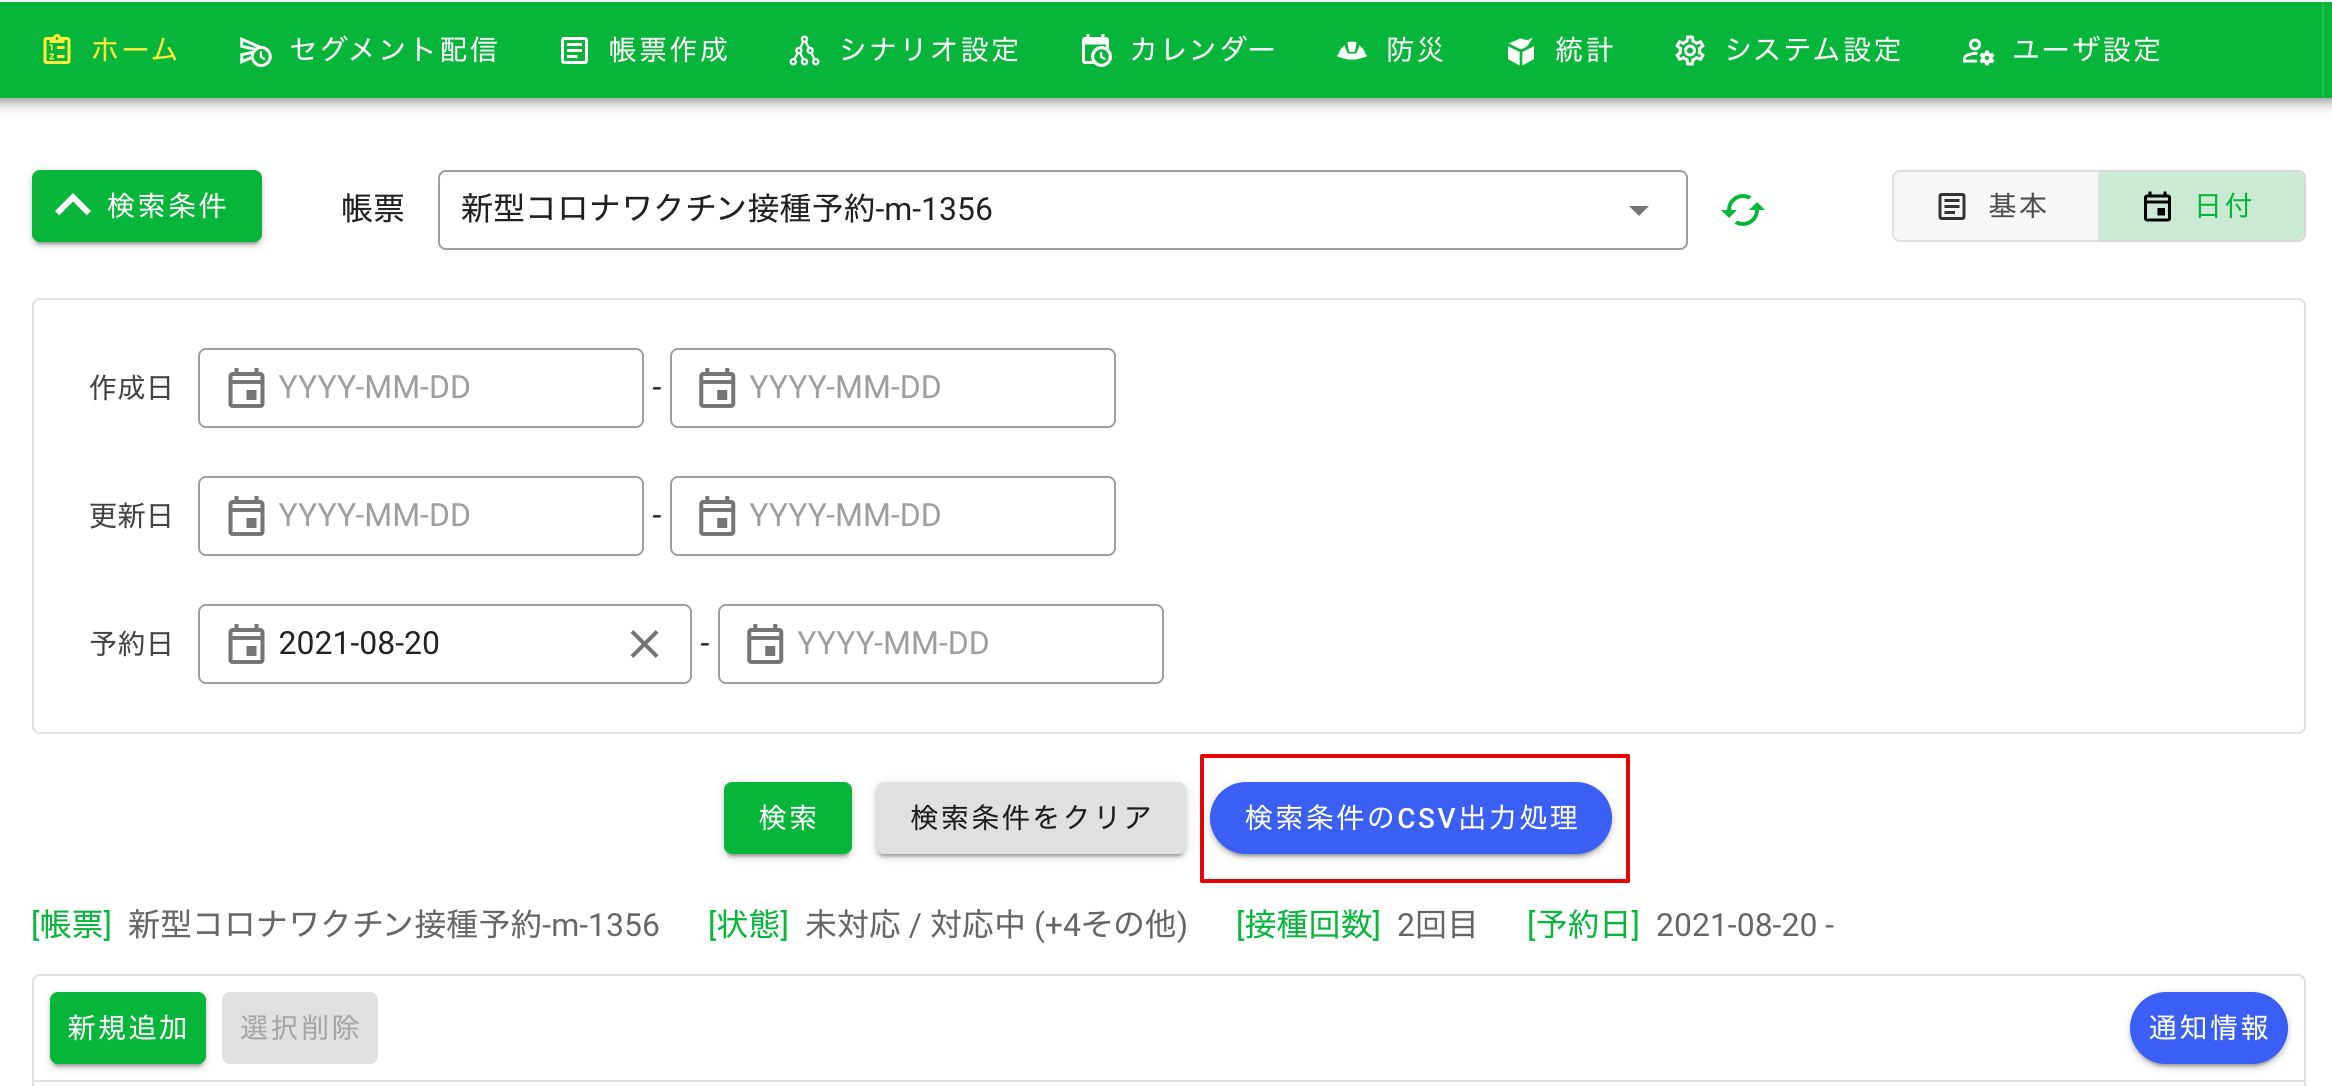 ホーム セグメント配信 帳票作成 シナリオ設定 カレンダー 防災 統計 システム設定 ユーザ設定
検索条件 帳票 新型コロナワクチン接種予約-m-1356 基本 日付
作成日 YYYY-MM-DD - YYYY-MM-DD
更新日 YYYY-MM-DD - YYYY-MM-DD
予約日 2021-08-20 - YYYY-MM-DD
検索 検索条件をクリア 検索条件のCSV出力処理
[帳票] 新型コロナワクチン接種予約-m-1356 [状態] 未対応 / 対応中 (+4その他) [接種回数] 2回目 [予約日] 2021-08-20 -
新規追加 選択削除 通知情報